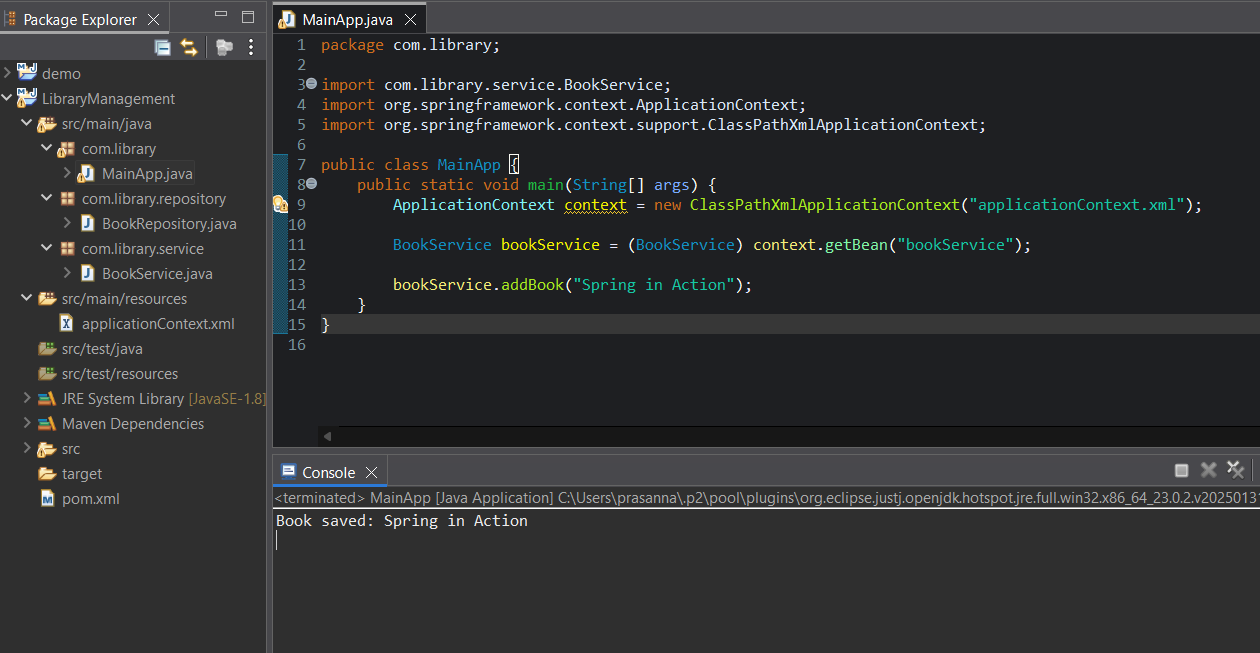 Package Explorer
demo
LibraryManagement
src/main/java
com.library
MainApp.java
com.library.repository
BookRepository.java
com.library.service
BookService.java
src/main/resources
applicationContext.xml
src/test/java
src/test/resources
JRE System Library [JavaSE-1.8]
Maven Dependencies
src
target
pom.xml
MainApp.java
1 package com.library;
2
3 import com.library.service.BookService;
4 import org.springframework.context.ApplicationContext;
5 import org.springframework.context.support.ClassPathXmlApplicationContext;
6
7 public class MainApp {
8     public static void main(String[] args) {
9         ApplicationContext context = new ClassPathXmlApplicationContext("applicationContext.xml");
10
11         BookService bookService = (BookService) context.getBean("bookService");
12
13         bookService.addBook("Spring in Action");
14     }
15 }
16
Console
<terminated> MainApp [Java Application] C:\Users\prasanna\.p2\pool\plugins\org.eclipse.justj.openjdk.hotspot.jre.full.win32.x86_64_23.0.2.v2025013
Book saved: Spring in Action